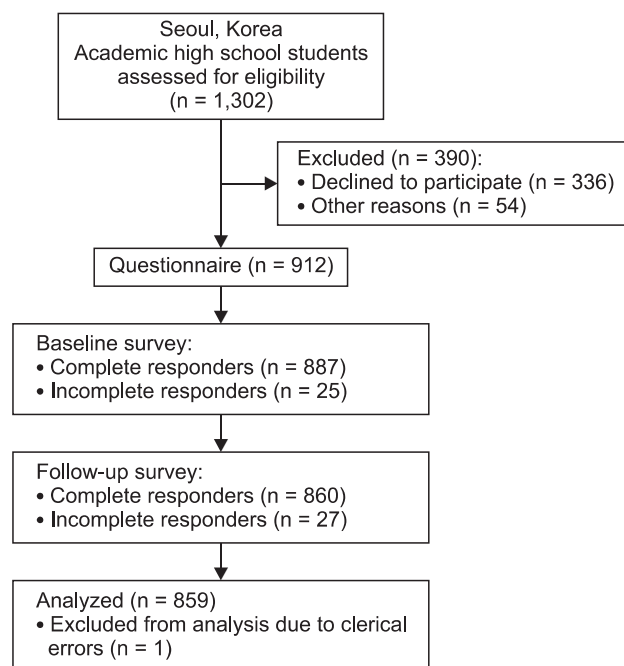 Seoul, Korea
Academic high school students
assessed for eligibility
(n = 1,302)
Excluded (n = 390):
• Declined to participate (n = 336)
• Other reasons (n = 54)
Questionnaire (n = 912)
Baseline survey:
• Complete responders (n = 887)
• Incomplete responders (n = 25)
Follow-up survey:
• Complete responders (n = 860)
• Incomplete responders (n = 27)
Analyzed (n = 859)
• Excluded from analysis due to clerical
errors (n = 1)